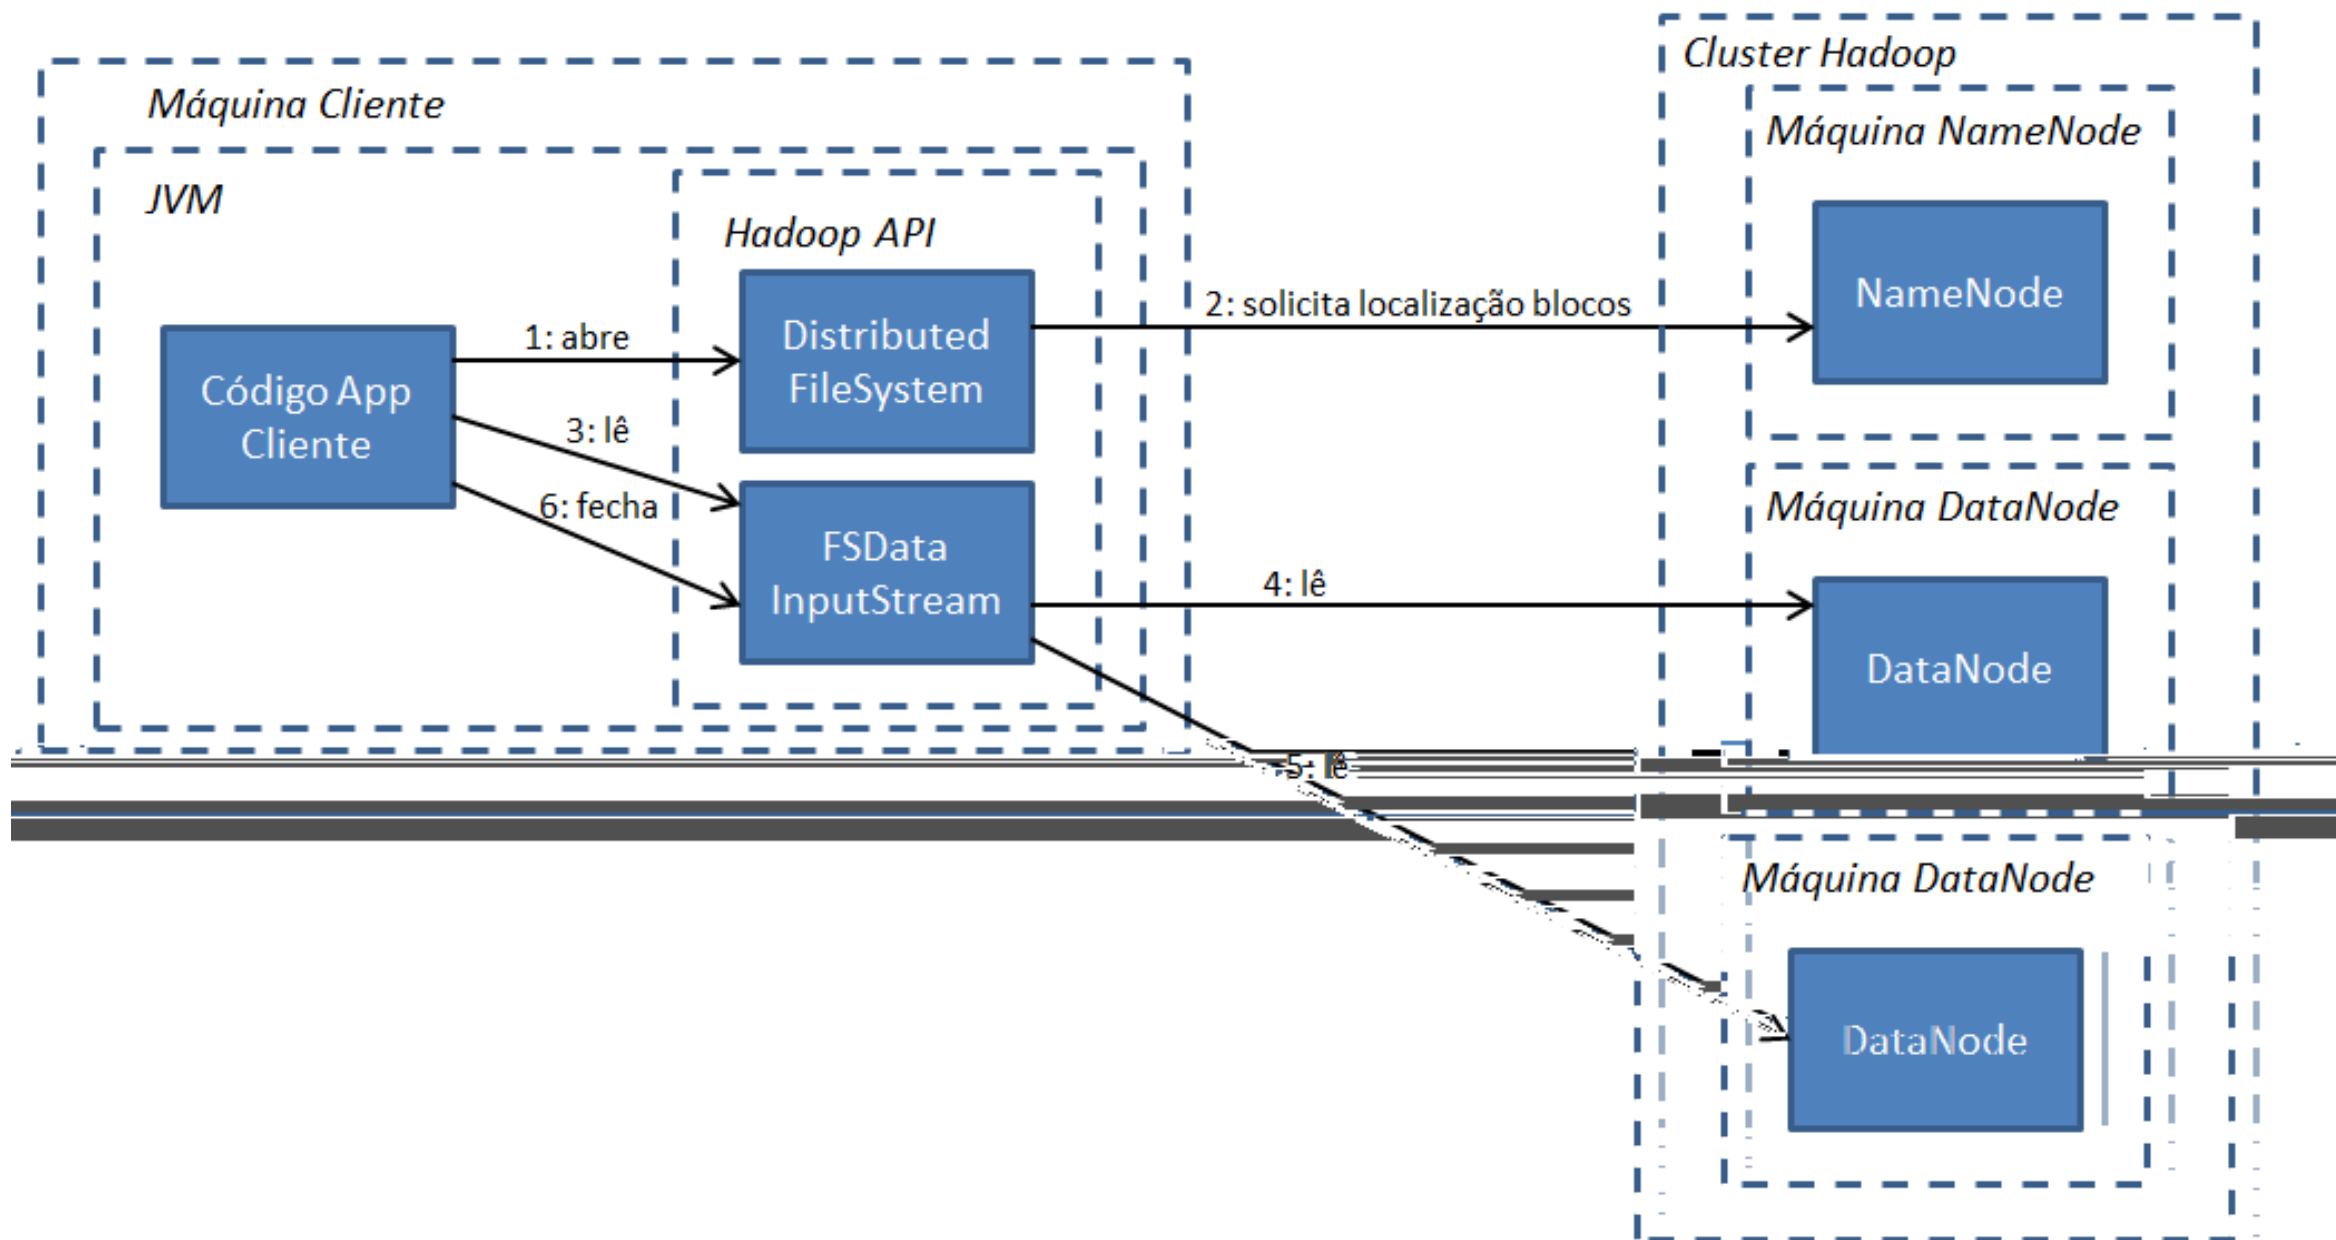 Cluster Hadoop
Máquina Cliente
Máquina NameNode
JVM
Hadoop API
NameNode
2: solicita localização blocos
1: abre
Distributed
FileSystem
Código App
Cliente
3: lê
6: fecha
Máquina DataNode
FSData
InputStream
4: lê
DataNode
5: lê
Máquina DataNode
DataNode